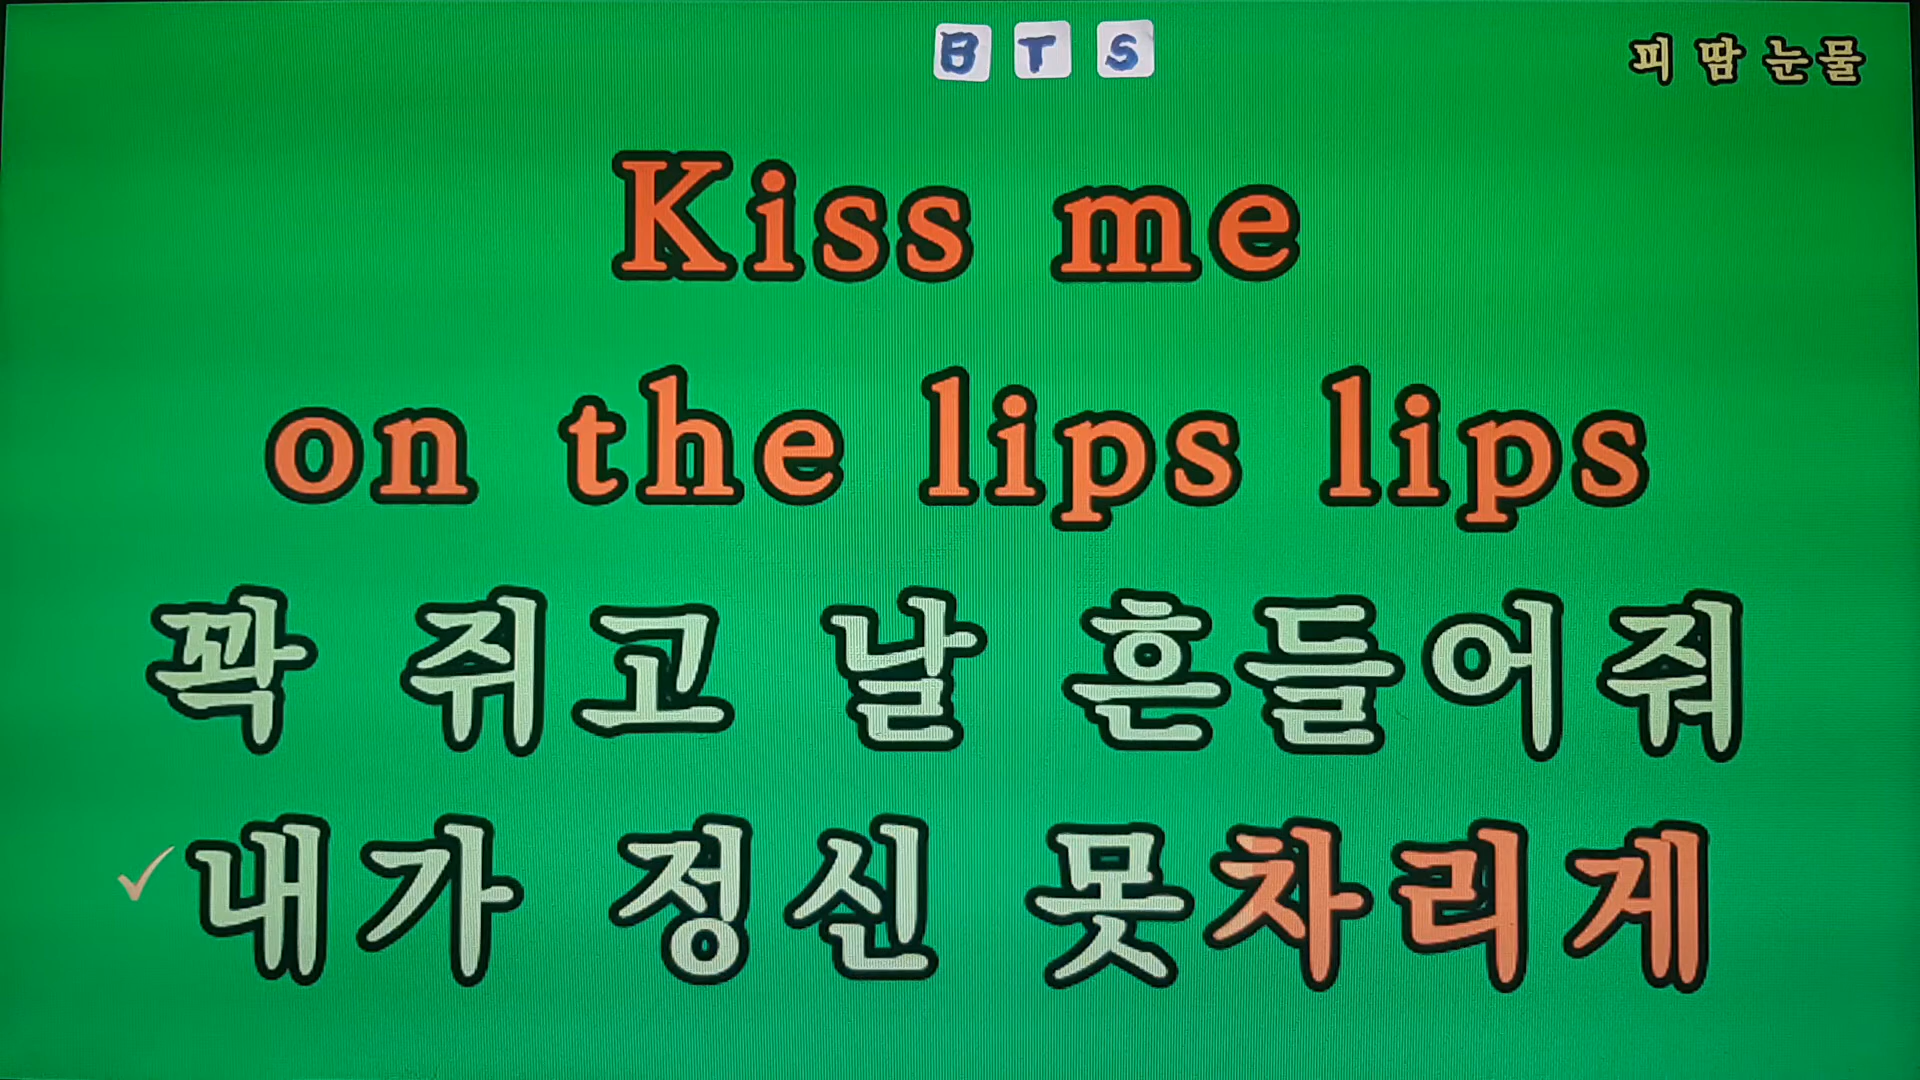 BTS
피 땀 눈물
Kiss me
on the lips lips
꽉 쥐고 날 흔들어줘
✓내가 정신 못차리게